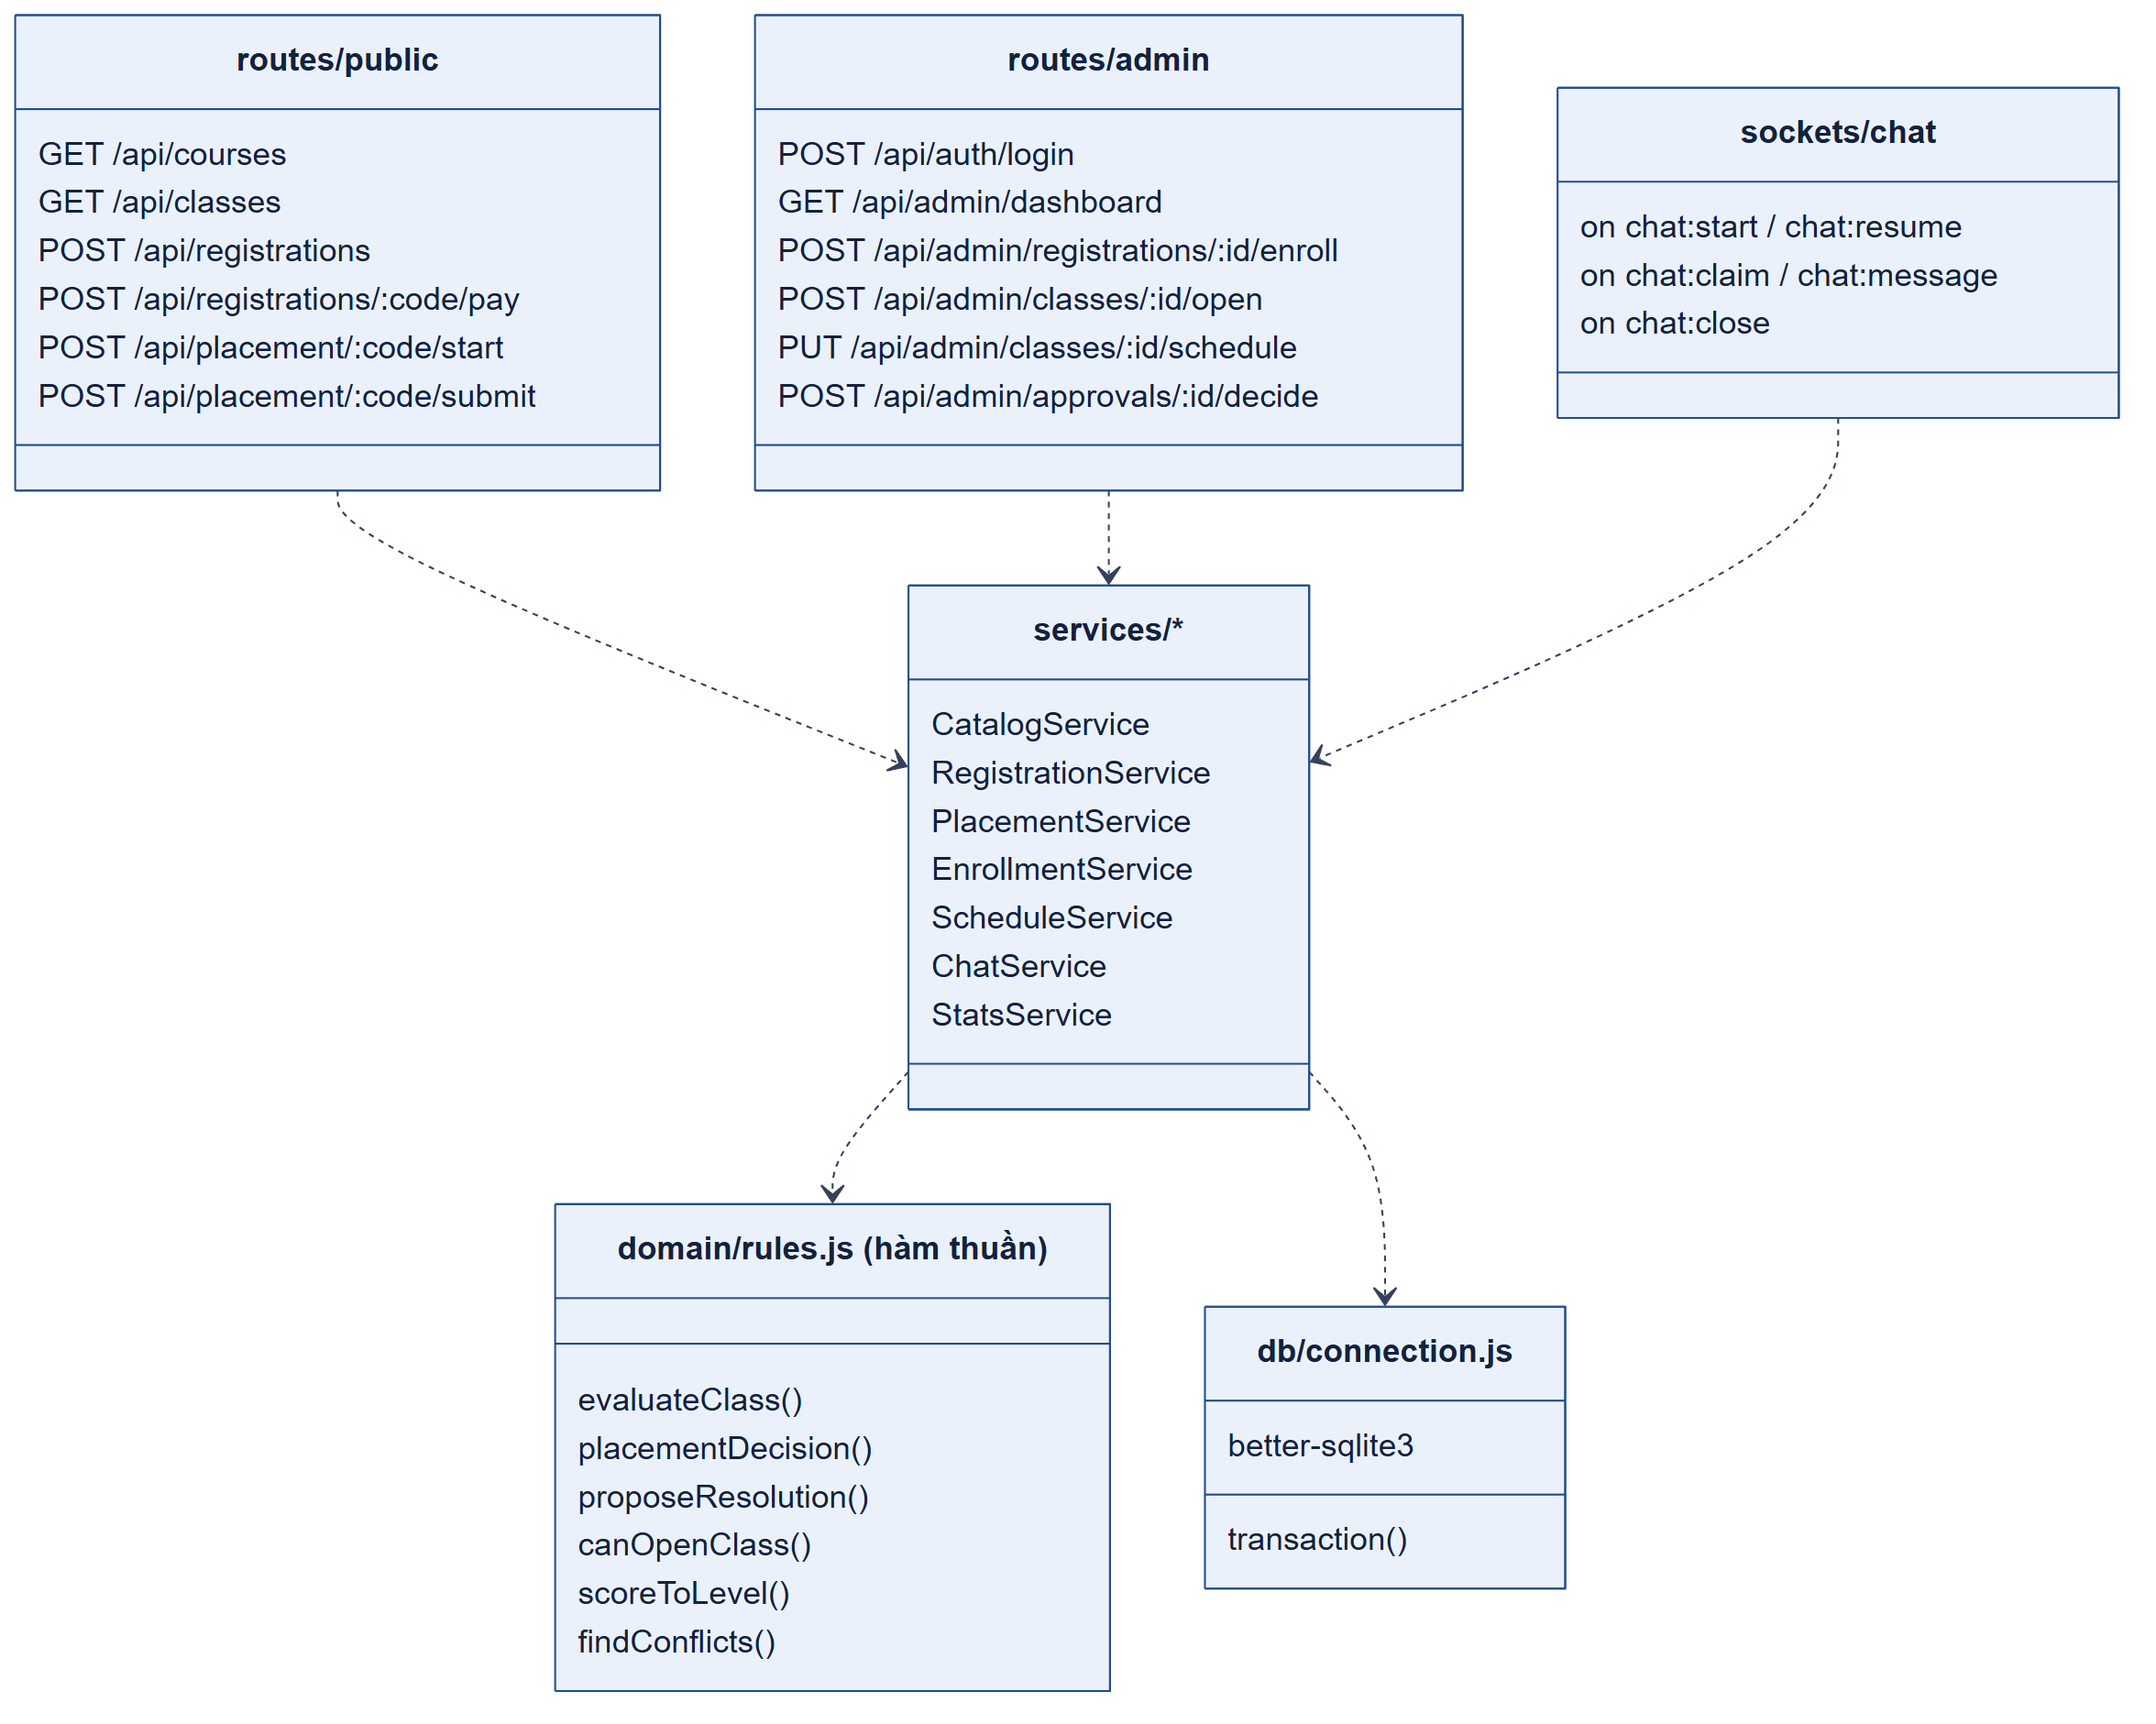 routes/public
GET /api/courses
GET /api/classes
POST /api/registrations
POST /api/registrations/:code/pay
POST /api/placement/:code/start
POST /api/placement/:code/submit
routes/admin
POST /api/auth/login
GET /api/admin/dashboard
POST /api/admin/registrations/:id/enroll
POST /api/admin/classes/:id/open
PUT /api/admin/classes/:id/schedule
POST /api/admin/approvals/:id/decide
sockets/chat
on chat:start / chat:resume
on chat:claim / chat:message
on chat:close
services/*
CatalogService
RegistrationService
PlacementService
EnrollmentService
ScheduleService
ChatService
StatsService
domain/rules.js (hàm thuần)
evaluateClass()
placementDecision()
proposeResolution()
canOpenClass()
scoreToLevel()
findConflicts()
db/connection.js
better-sqlite3
transaction()